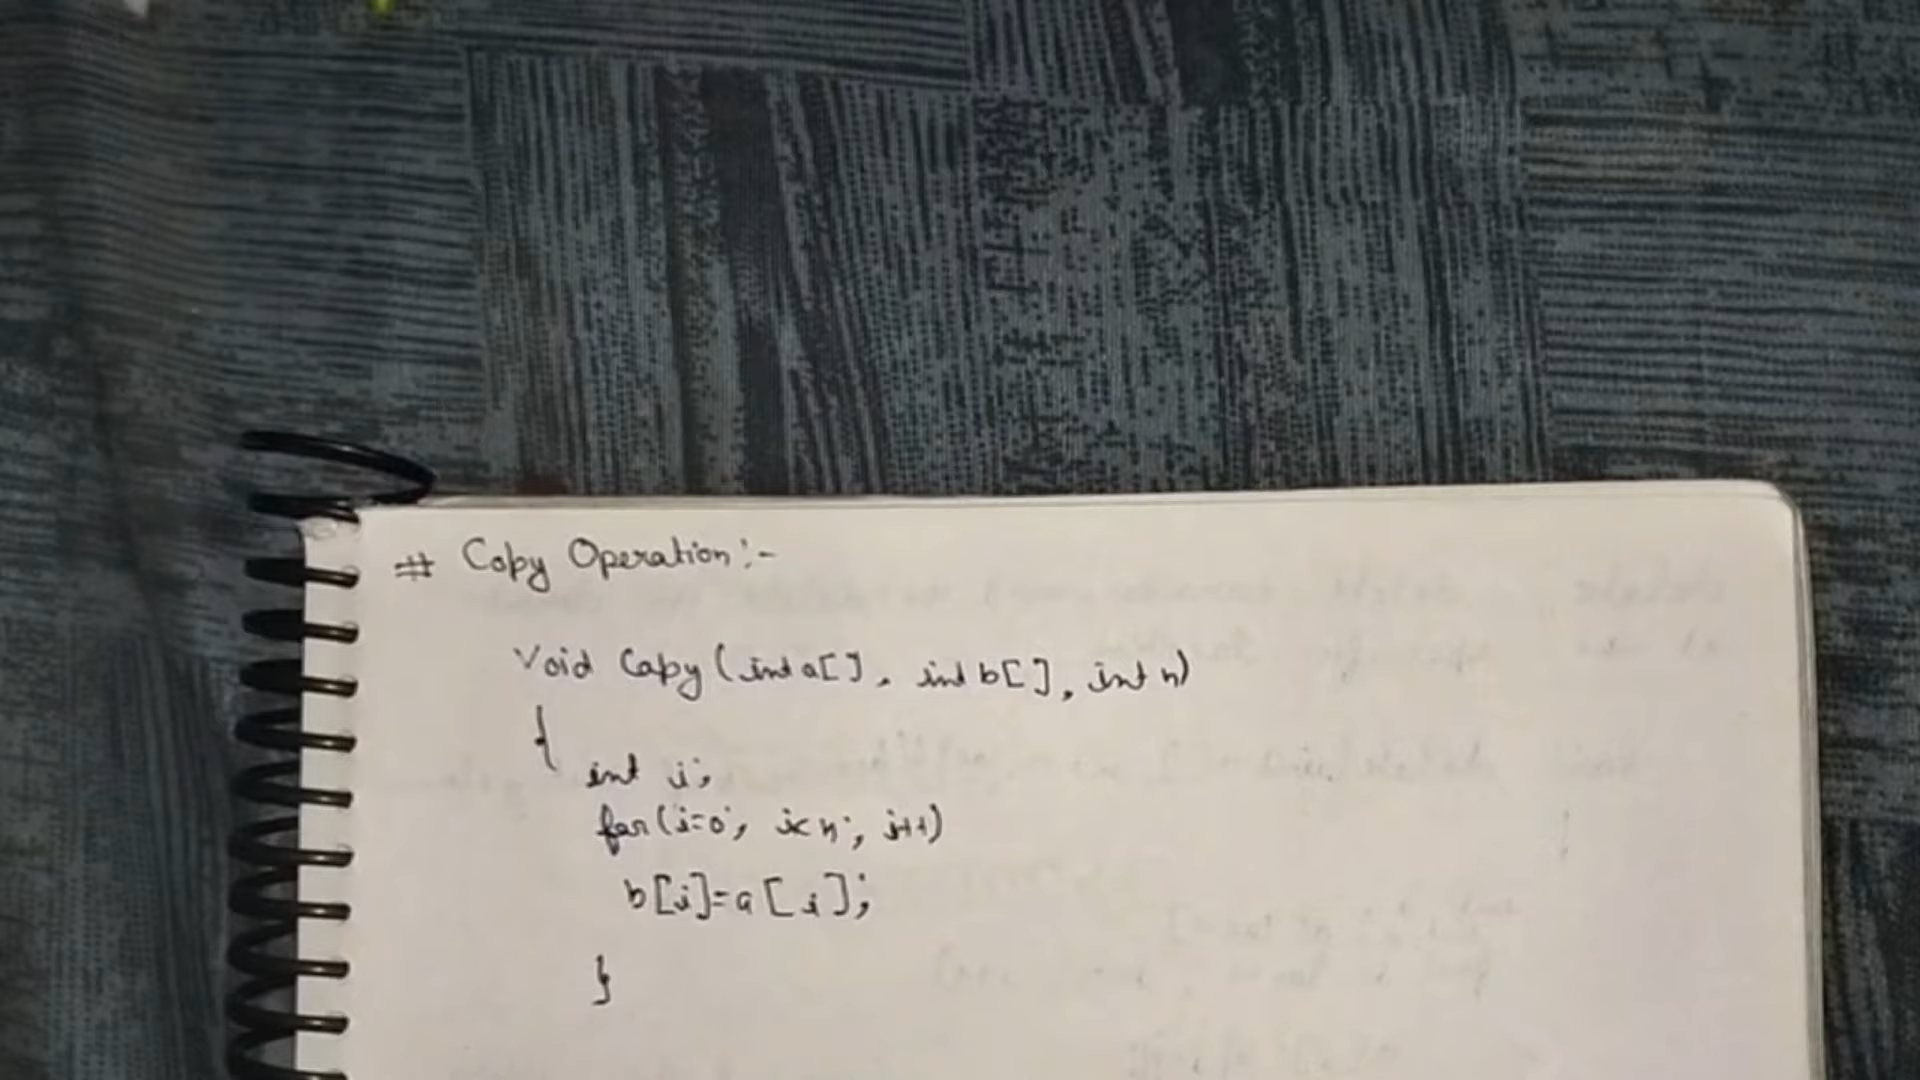 # Copy Operation:-
Void Copy (int a[], int b[], int n)
{
int i;
for (i=0; i<n; i++)
b[i]=a[i];
}